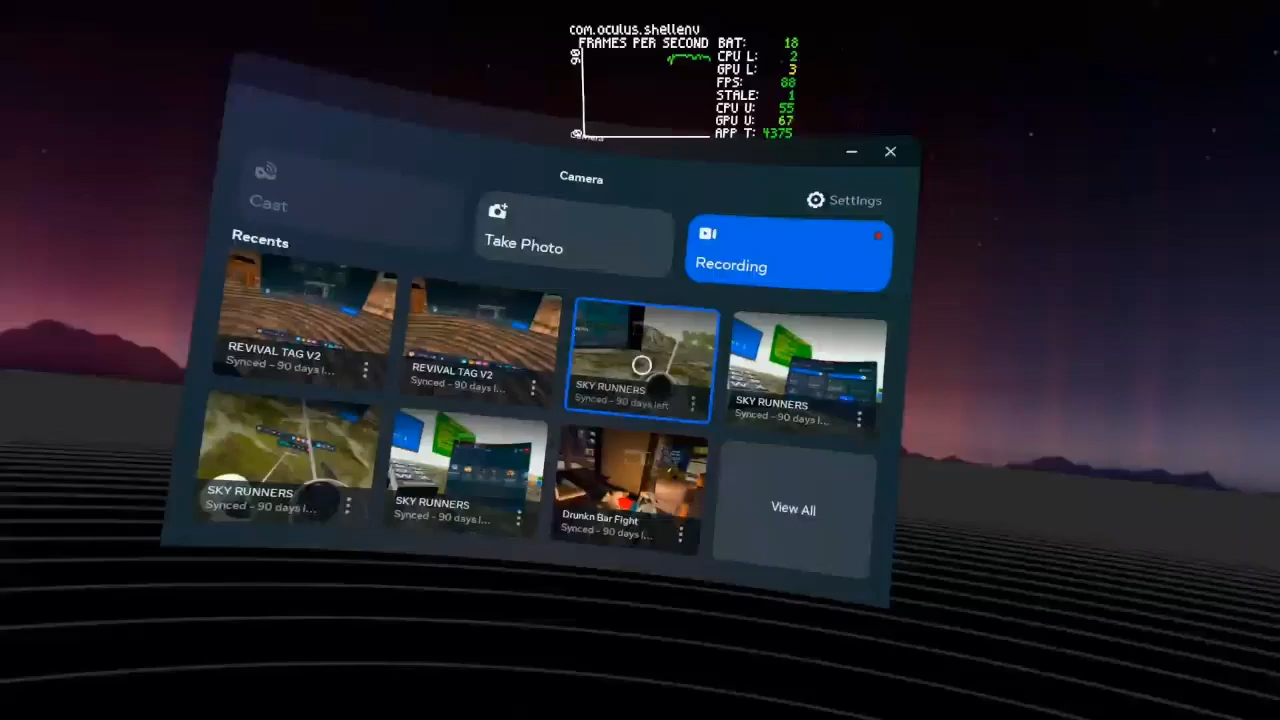 com.oculus.shellenv
FRAMES PER SECOND
90
0
BAT: 18
CPU L: 2
GPU L: 3
FPS: 88
STALE: 1
CPU U: 55
GPU U: 67
APP T: 4375
Camera
Camera
Settings
Cast
Take Photo
Recording
Recents
REVIVAL TAG V2
Synced - 90 days l...
REVIVAL TAG V2
Synced - 90 days l...
SKY RUNNERS
Synced - 90 days left
SKY RUNNERS
Synced - 90 days l...
SKY RUNNERS
Synced - 90 days l...
SKY RUNNERS
Synced - 90 days l...
Drunkn Bar Fight
Synced - 90 days l...
View All